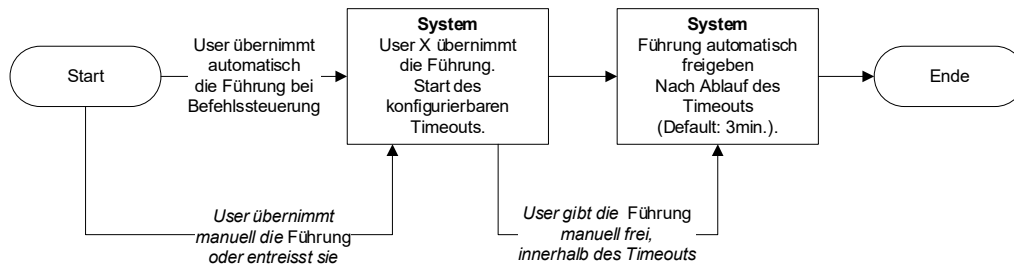 Start
User übernimmt
automatisch
die Führung bei
Befehlssteuerung
System
User X übernimmt
die Führung.
Start des
konfigurierbaren
Timeouts.
System
Führung automatisch
freigeben
Nach Ablauf des
Timeouts
(Default: 3min.).
Ende
User übernimmt
manuell die Führung
oder entreisst sie
User gibt die Führung
manuell frei,
innerhalb des Timeouts